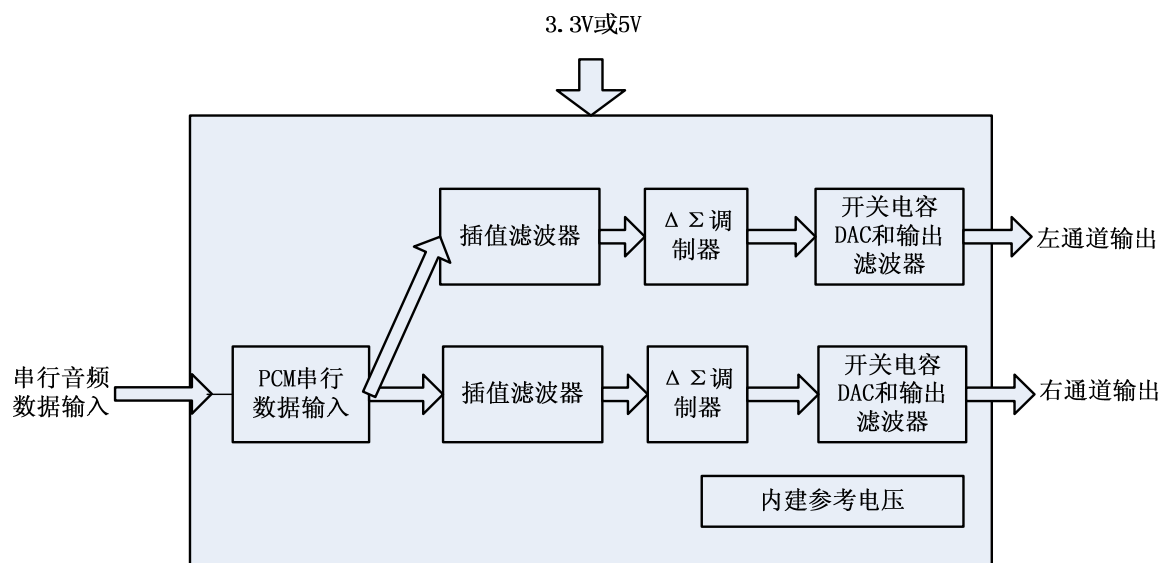 3.3V或5V
插值滤波器
ΔΣ调
制器
开关电容
DAC和输出
滤波器
左通道输出
串行音频
数据输入
PCM串行
数据输入
插值滤波器
ΔΣ调
制器
开关电容
DAC和输出
滤波器
右通道输出
内建参考电压